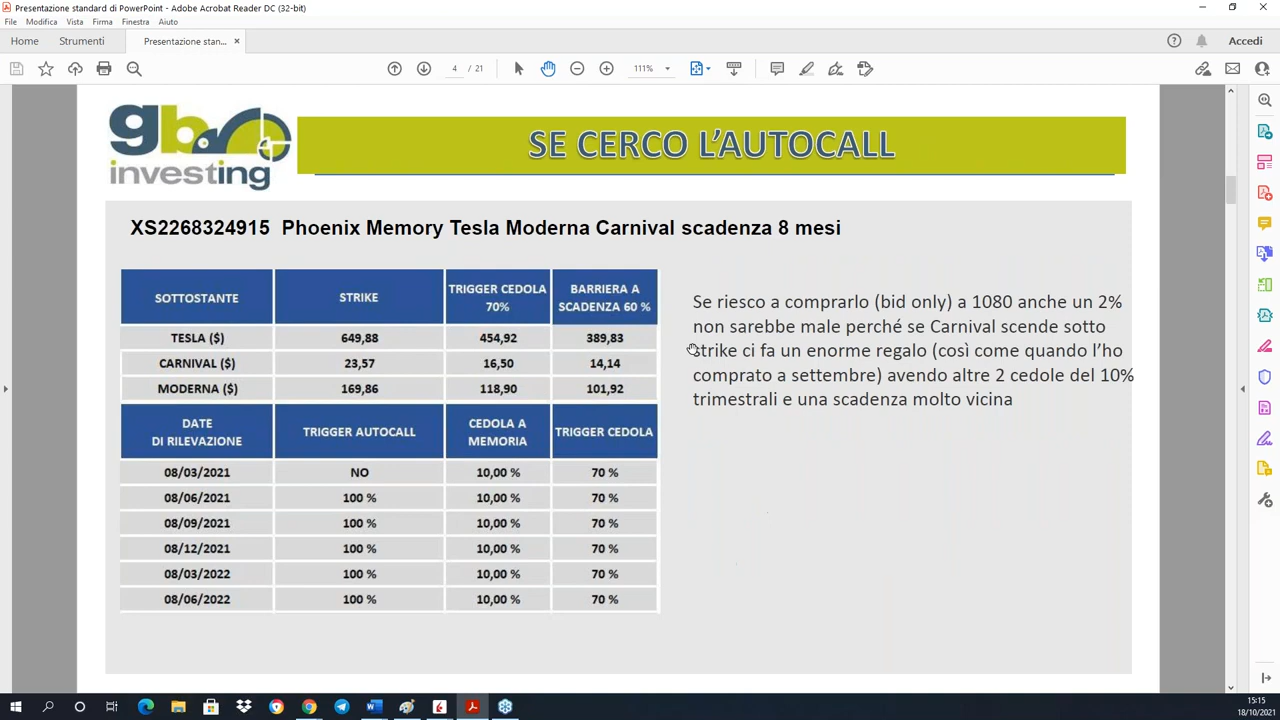 Presentazione standard di PowerPoint - Adobe Acrobat Reader DC (32-bit)
File Modifica Vista Firma Finestra Aiuto
Home Strumenti Presentazione stan... × Accedi
4 / 21 111%
gb investing
SE CERCO L'AUTOCALL
XS2268324915 Phoenix Memory Tesla Moderna Carnival scadenza 8 mesi
SOTTOSTANTE STRIKE TRIGGER CEDOLA 70% BARRIERA A SCADENZA 60 %
TESLA ($) 649,88 454,92 389,83
CARNIVAL ($) 23,57 16,50 14,14
MODERNA ($) 169,86 118,90 101,92
DATE DI RILEVAZIONE TRIGGER AUTOCALL CEDOLA A MEMORIA TRIGGER CEDOLA
08/03/2021 NO 10,00 % 70 %
08/06/2021 100 % 10,00 % 70 %
08/09/2021 100 % 10,00 % 70 %
08/12/2021 100 % 10,00 % 70 %
08/03/2022 100 % 10,00 % 70 %
08/06/2022 100 % 10,00 % 70 %
Se riesco a comprarlo (bid only) a 1080 anche un 2%
non sarebbe male perché se Carnival scende sotto
strike ci fa un enorme regalo (così come quando l'ho
comprato a settembre) avendo altre 2 cedole del 10%
trimestrali e una scadenza molto vicina
15:15
18/10/2021